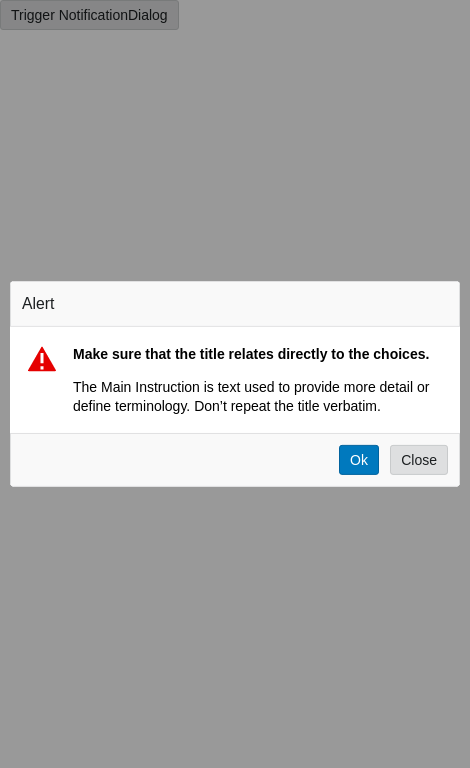 Trigger NotificationDialog
Alert
Make sure that the title relates directly to the choices.
The Main Instruction is text used to provide more detail or
define terminology. Don’t repeat the title verbatim.
Ok Close